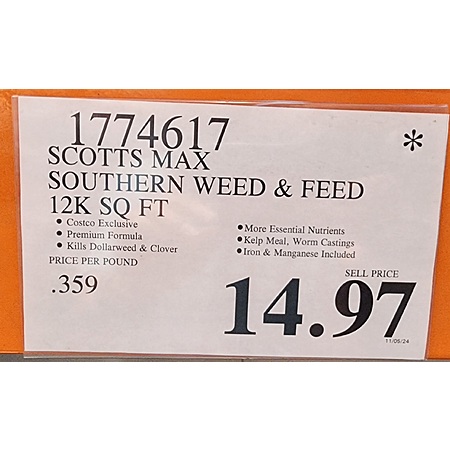 1774617
*
SCOTTS MAX
SOUTHERN WEED & FEED
12K SQ FT
• Costco Exclusive
• Premium Formula
• Kills Dollarweed & Clover
• More Essential Nutrients
• Kelp Meal, Worm Castings
• Iron & Manganese Included
PRICE PER POUND
.359
SELL PRICE
14.97
11/05/24